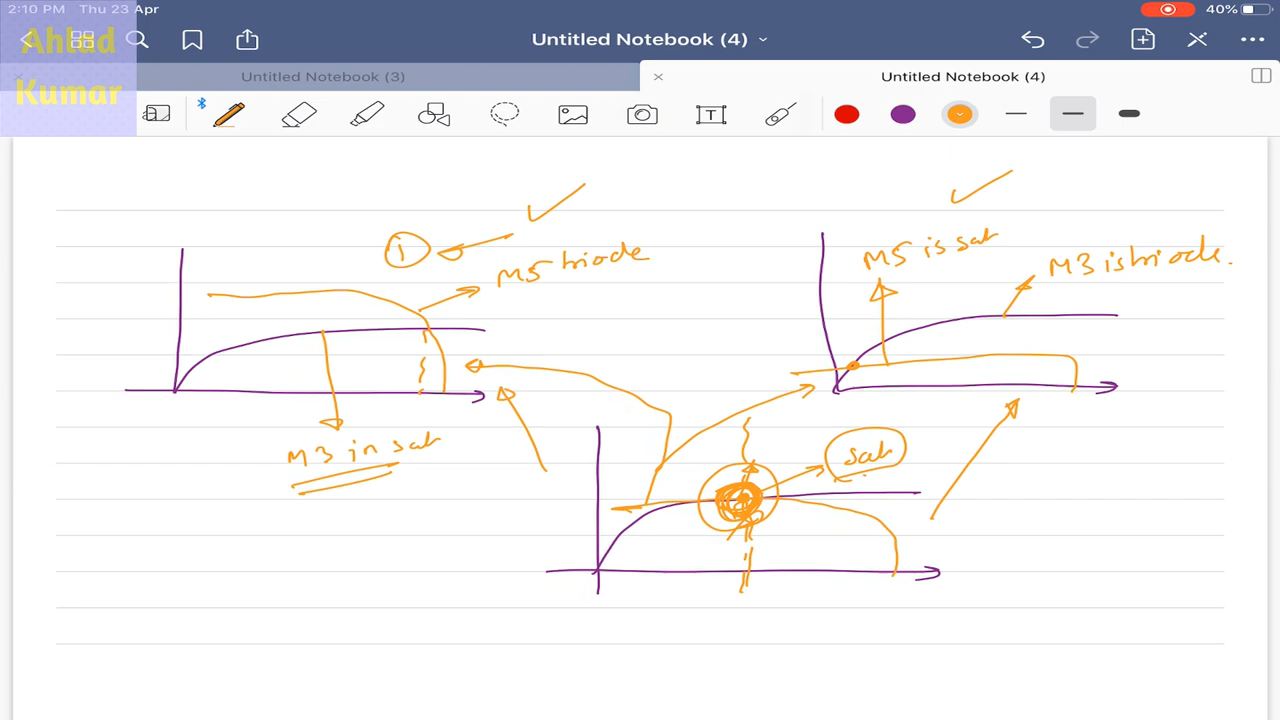 2:10 PM Thu 23 Apr
40%
Ahlad
Kumar
Untitled Notebook (4)
Untitled Notebook (3)
Untitled Notebook (4)
T
1
M5 triode
M3 in sat
M5 is sat
M3 is triode.
sat